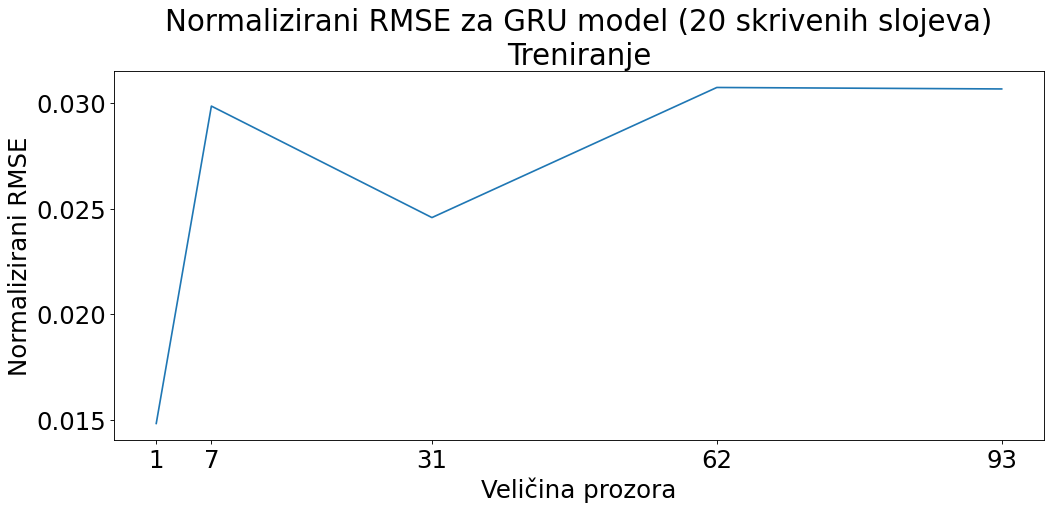 Normalizirani RMSE za GRU model (20 skrivenih slojeva)
Treniranje
Normalizirani RMSE
0.030
0.025
0.020
0.015
1 7 31 62 93
Veličina prozora